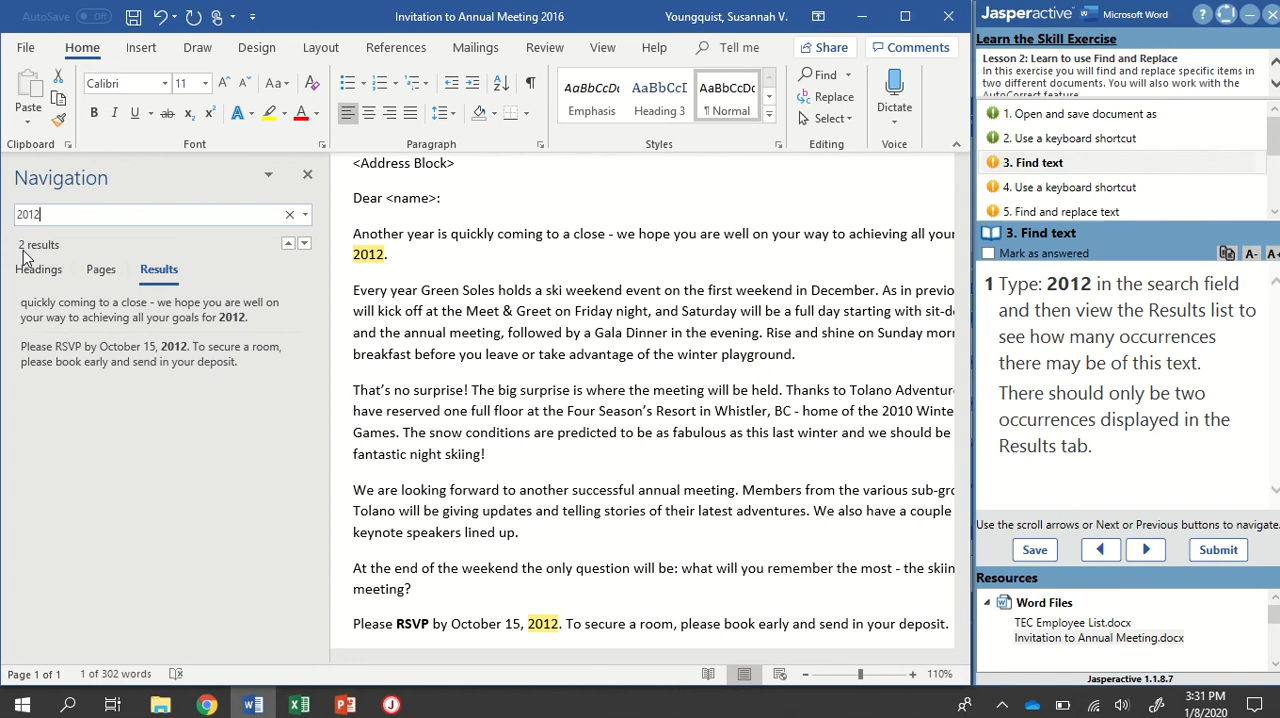 AutoSave Off
Invitation to Annual Meeting 2016
Youngquist, Susannah V.
File Home Insert Draw Design Layout References Mailings Review View Help Tell me
Share Comments
Paste
Calibri 11 Aa
B I U ab x2 x2 A A
AaBbCcDc AaBbCcI AaBbCcDc
Emphasis Heading 3 ¶ Normal
Find
Replace
Select
Dictate
Clipboard Font Paragraph Styles Editing Voice
Navigation
2012
2 results
Headings Pages Results
quickly coming to a close - we hope you are well on
your way to achieving all your goals for 2012.
Please RSVP by October 15, 2012. To secure a room,
please book early and send in your deposit.
<Address Block>
Dear <name>:
Another year is quickly coming to a close - we hope you are well on your way to achieving all your
2012.
Every year Green Soles holds a ski weekend event on the first weekend in December. As in previo
will kick off at the Meet & Greet on Friday night, and Saturday will be a full day starting with sit-d
and the annual meeting, followed by a Gala Dinner in the evening. Rise and shine on Sunday morn
breakfast before you leave or take advantage of the winter playground.
That's no surprise! The big surprise is where the meeting will be held. Thanks to Tolano Adventure
have reserved one full floor at the Four Season's Resort in Whistler, BC - home of the 2010 Winte
Games. The snow conditions are predicted to be as fabulous as this last winter and we should be
fantastic night skiing!
We are looking forward to another successful annual meeting. Members from the various sub-gro
Tolano will be giving updates and telling stories of their latest adventures. We also have a couple
keynote speakers lined up.
At the end of the weekend the only question will be: what will you remember the most - the skiin
meeting?
Please RSVP by October 15, 2012. To secure a room, please book early and send in your deposit.
Page 1 of 1 1 of 302 words
110%
Jasperactive Microsoft Word
Learn the Skill Exercise
Lesson 2: Learn to use Find and Replace
In this exercise you will find and replace specific items in
two different documents. You will also work with the
AutoCorrect feature.
1. Open and save document as
2. Use a keyboard shortcut
3. Find text
4. Use a keyboard shortcut
5. Find and replace text
3. Find text
Mark as answered
A- A+
1 Type: 2012 in the search field
and then view the Results list to
see how many occurrences
there may be of this text.
There should only be two
occurrences displayed in the
Results tab.
Use the scroll arrows or Next or Previous buttons to navigate.
Save Submit
Resources
Word Files
TEC Employee List.docx
Invitation to Annual Meeting.docx
Jasperactive 1.1.8.7
3:31 PM
1/8/2020